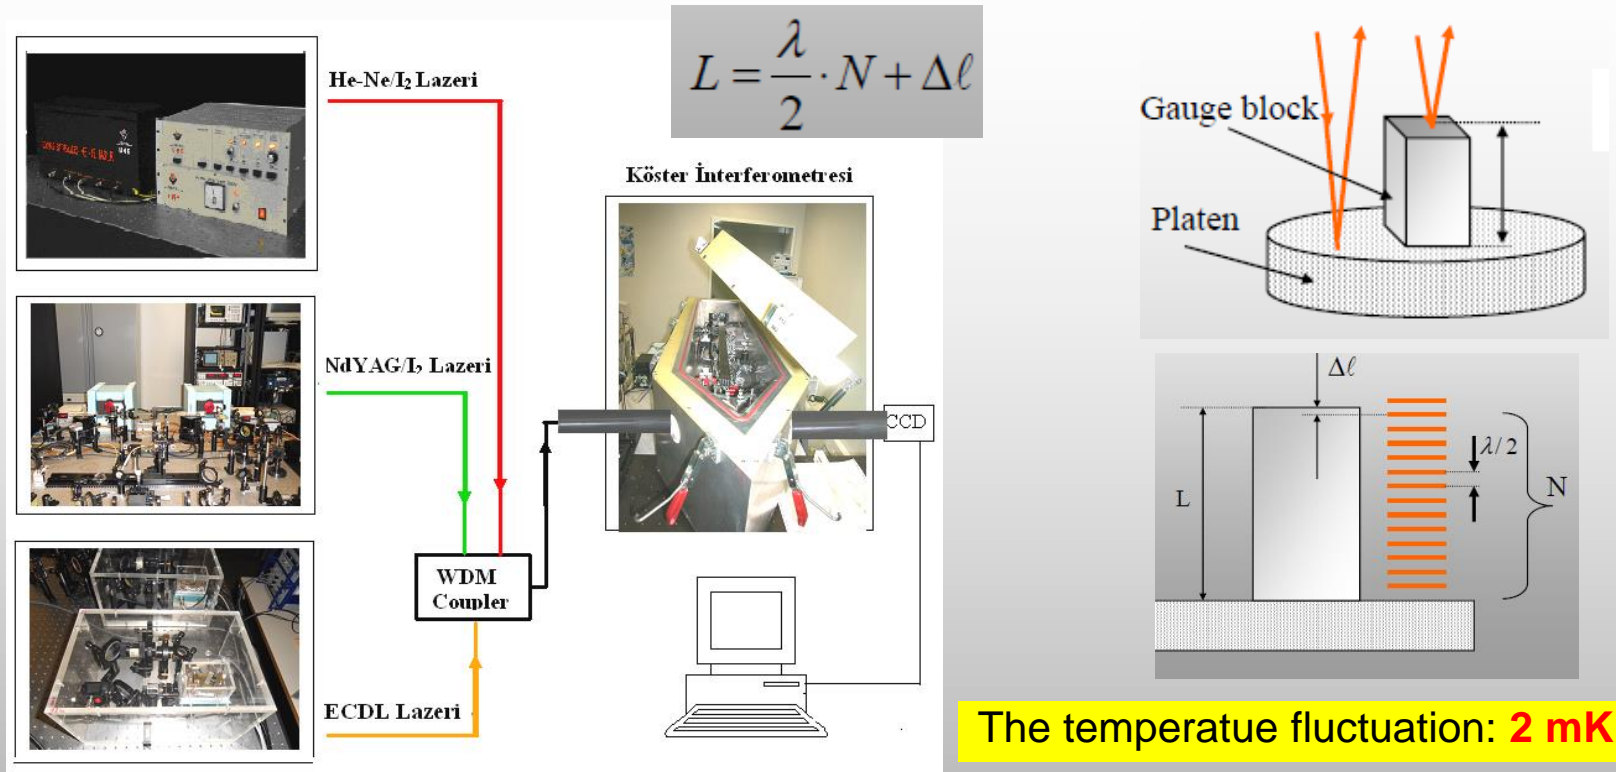 He-Ne/I₂ Lazeri
L = λ/2 · N + Δℓ
Köster İnterferometresi
Gauge block
Platen
NdYAG/I₂ Lazeri
CCD
Δℓ
λ/2
L
N
WDM
Coupler
ECDL Lazeri
The temperatue fluctuation: 2 mK